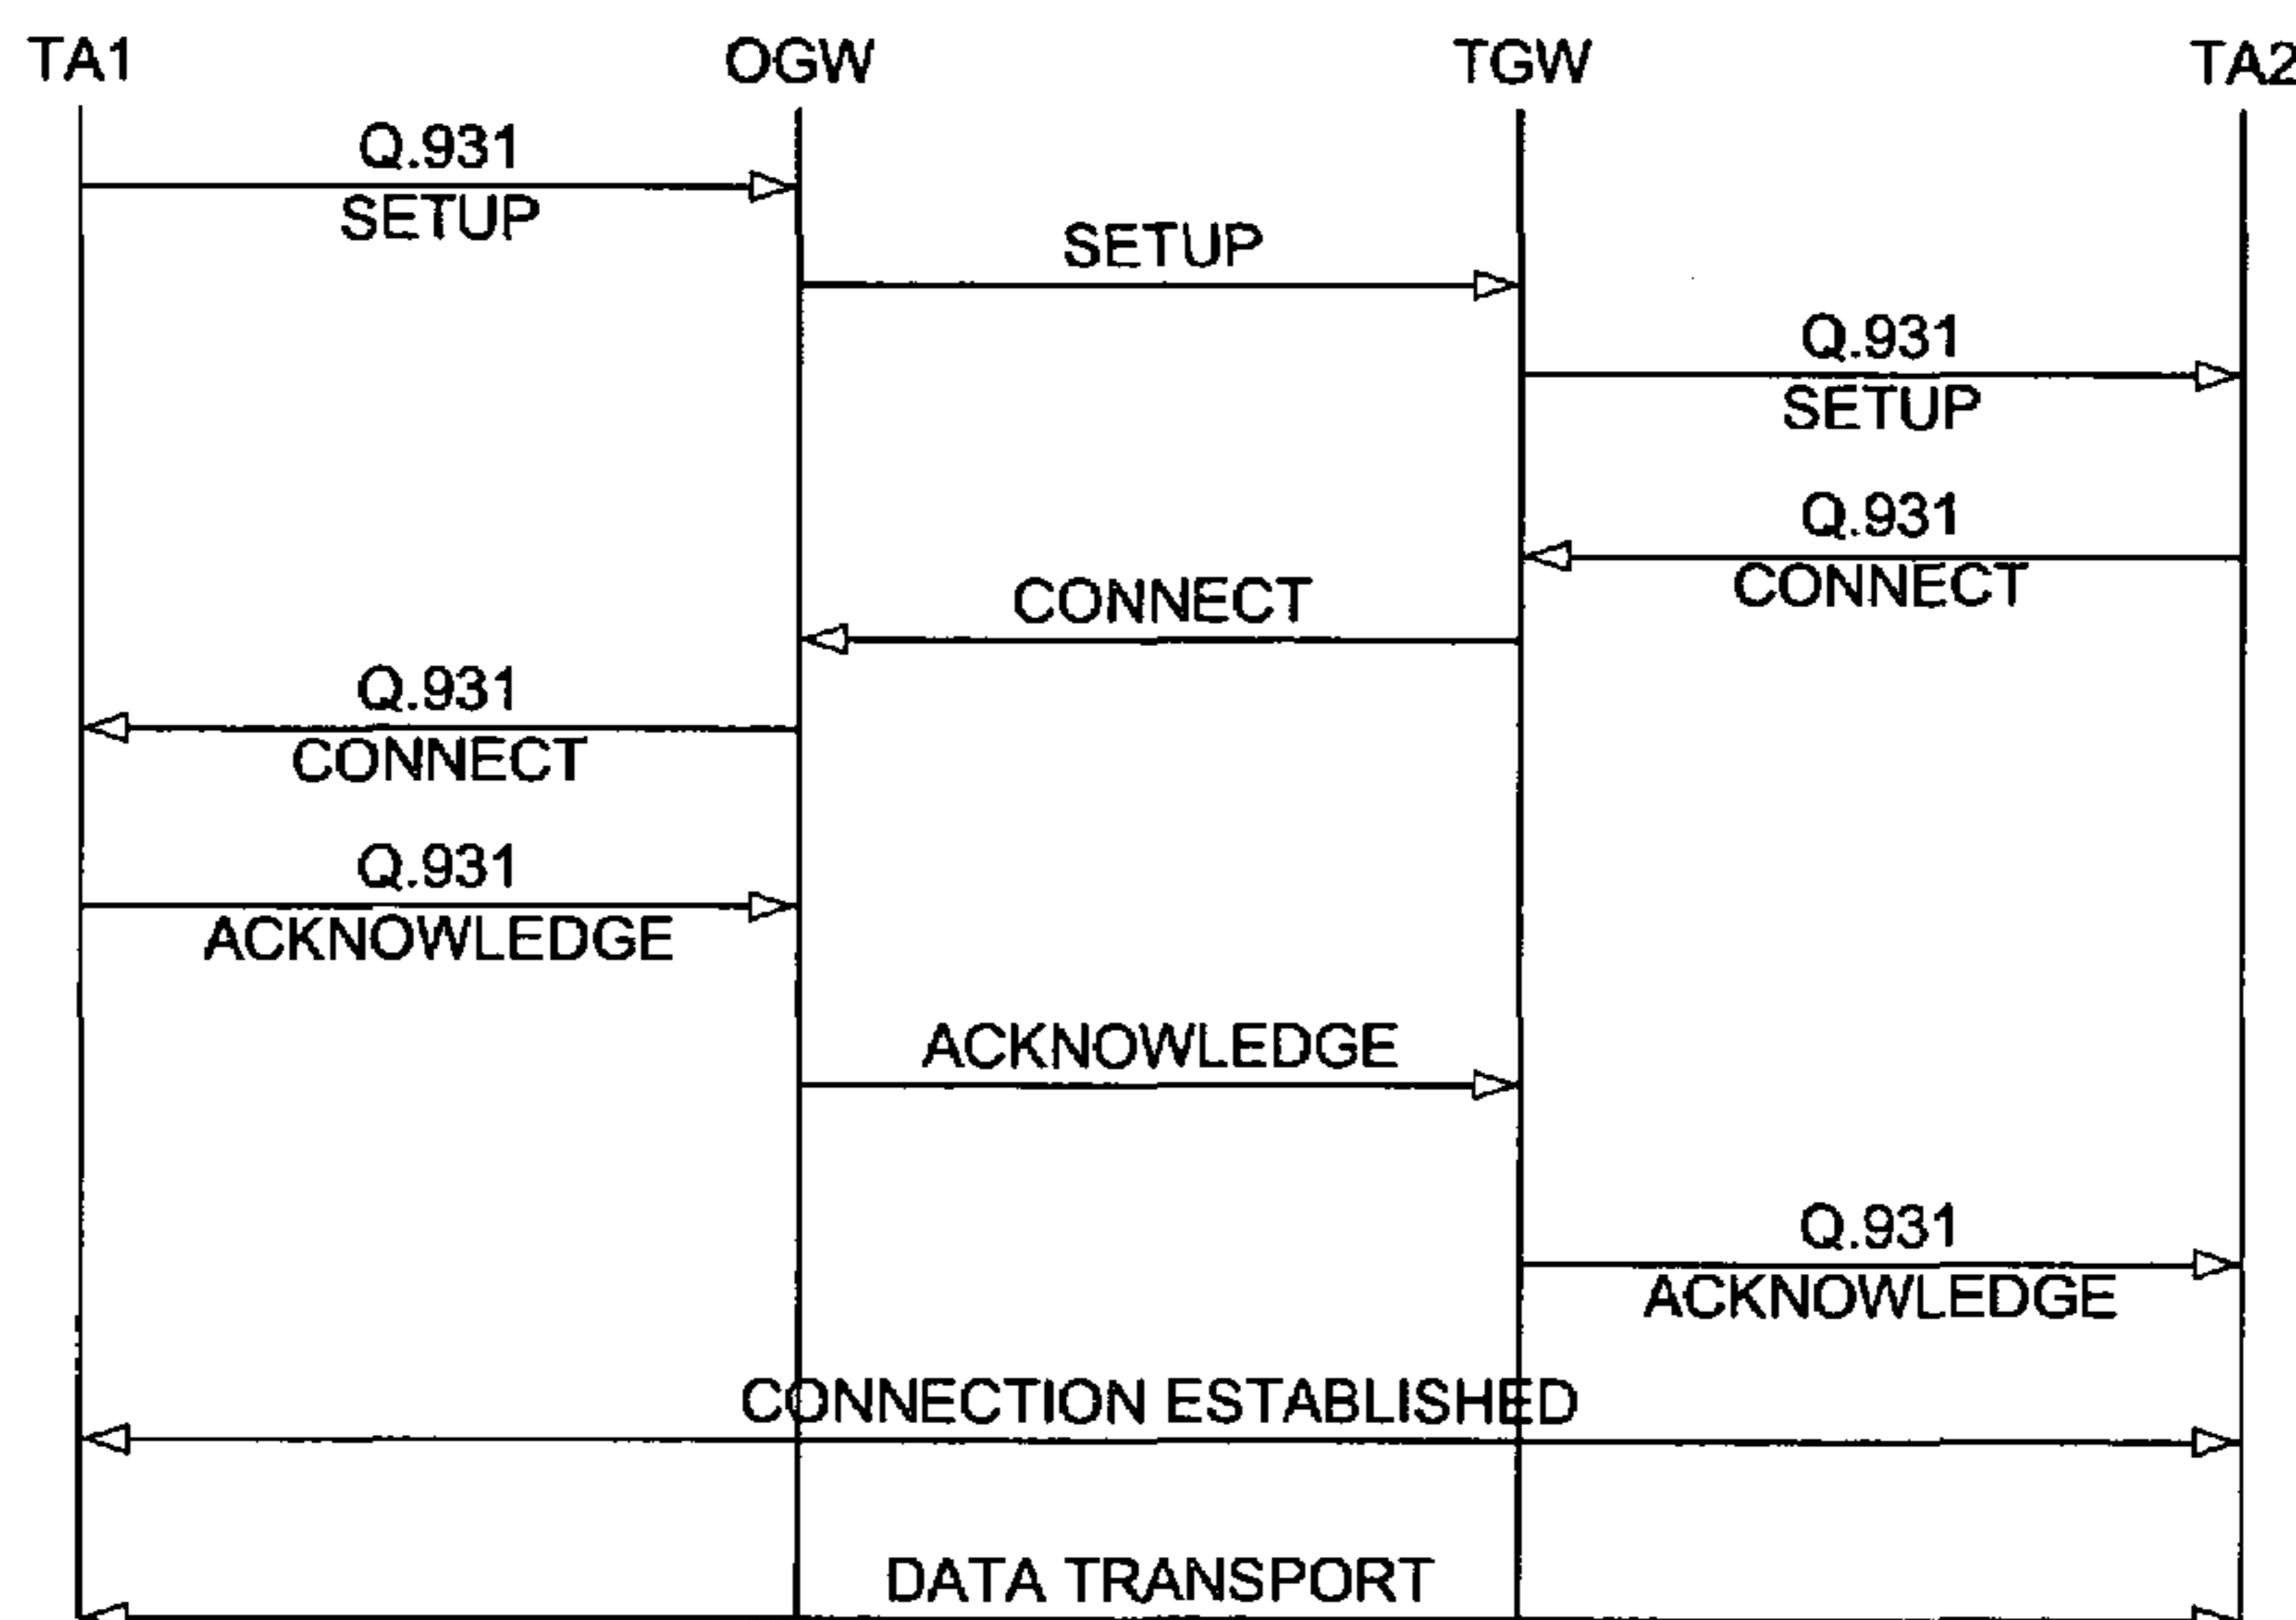 TA1 OGW TGW TA2
Q.931
SETUP
SETUP
Q.931
SETUP
Q.931
CONNECT
CONNECT
Q.931
CONNECT
Q.931
ACKNOWLEDGE
ACKNOWLEDGE
Q.931
ACKNOWLEDGE
CONNECTION ESTABLISHED
DATA TRANSPORT